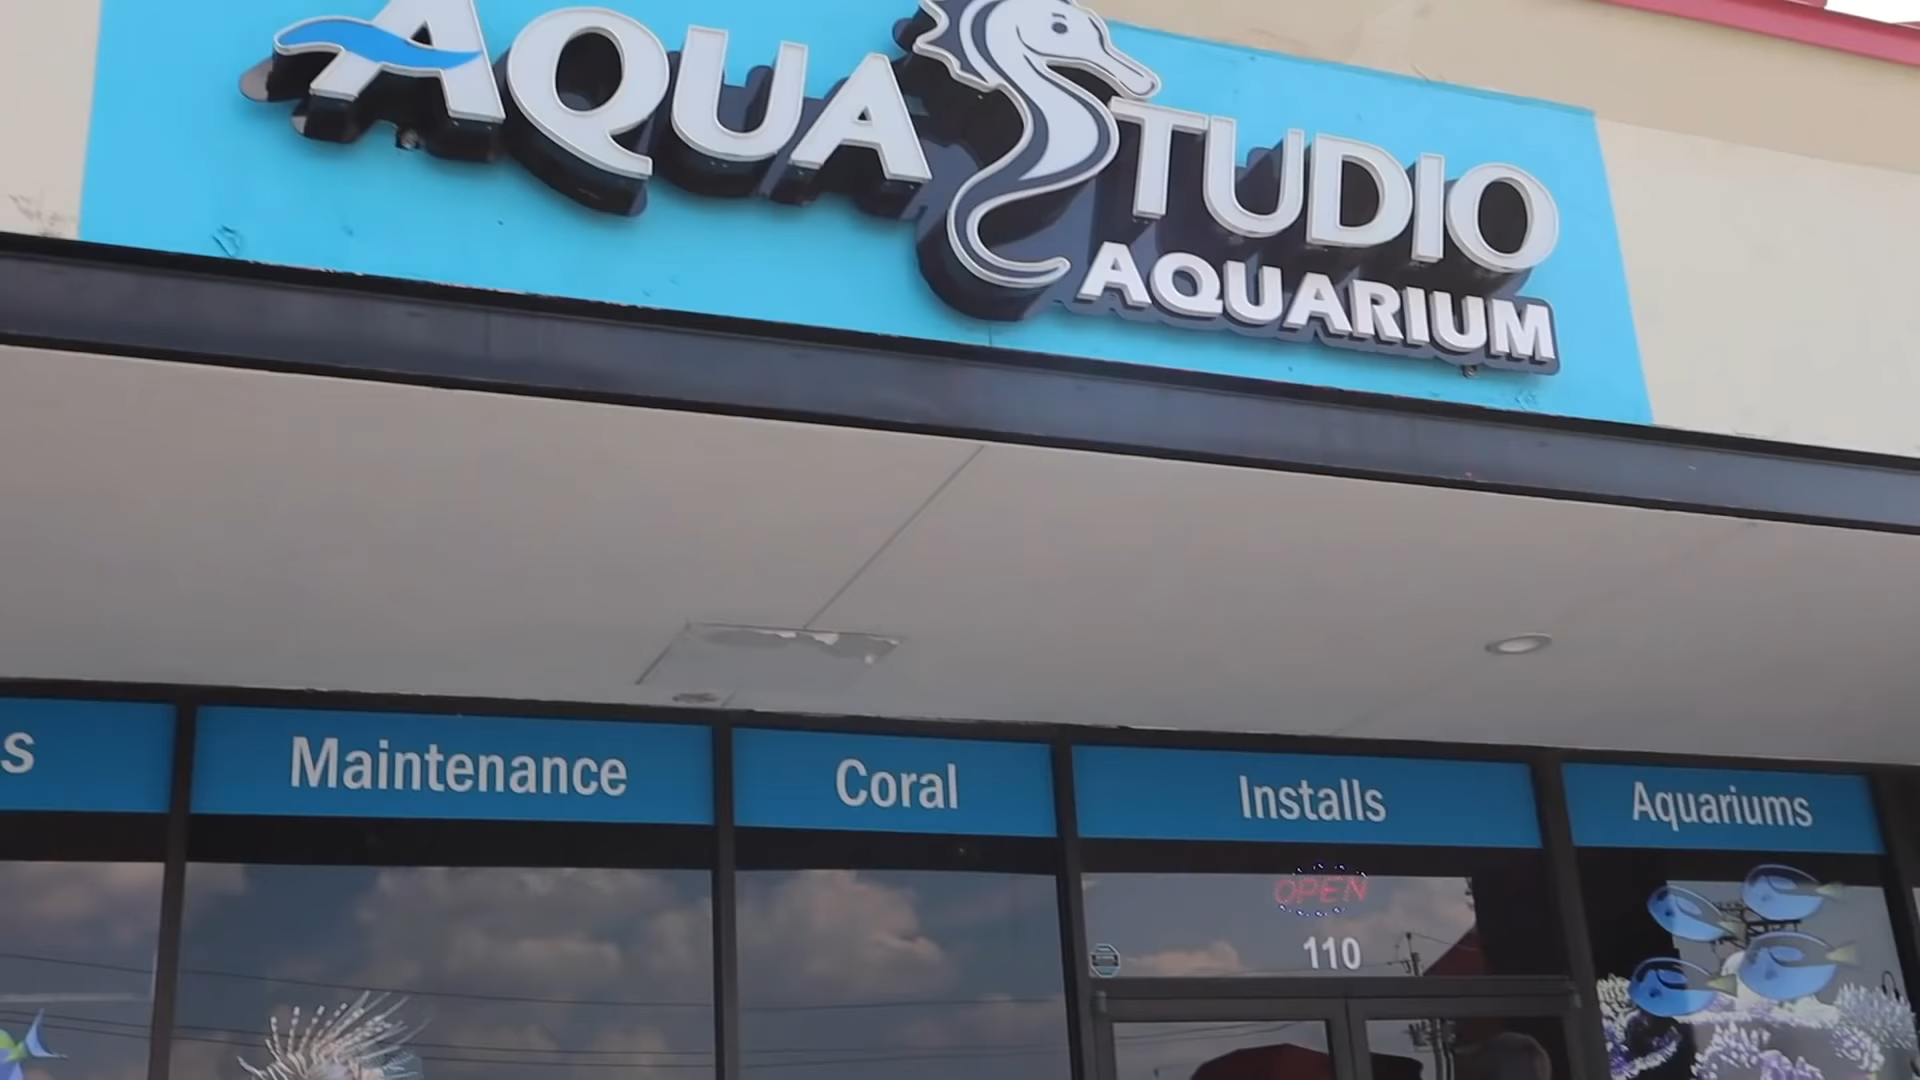 AQUA STUDIO
AQUARIUM
s
Maintenance
Coral
Installs
Aquariums
OPEN
110